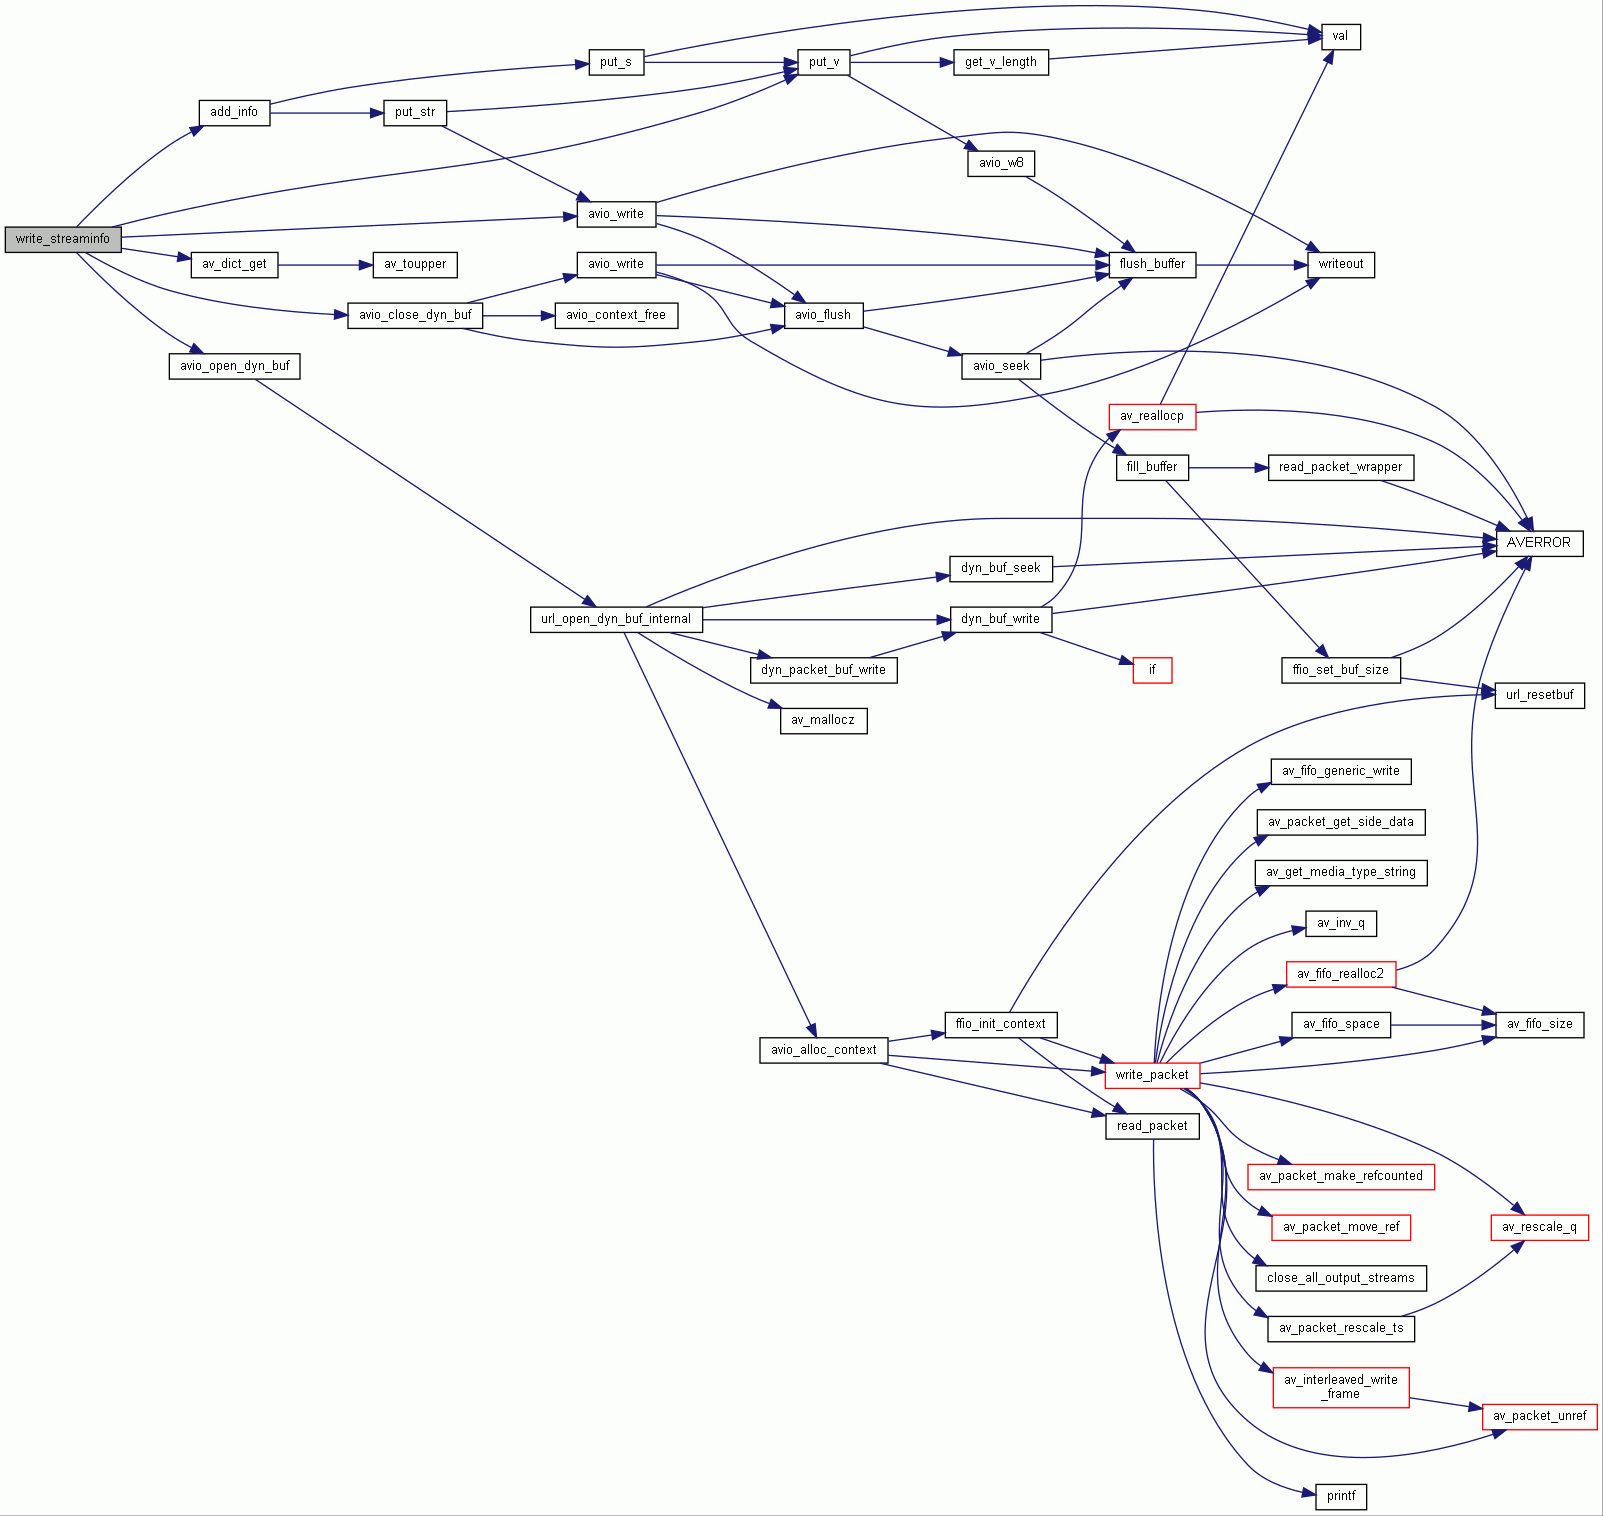 val
put_s
put_v
get_v_length
add_info
put_str
avio_w8
avio_write
write_streaminfo
av_dict_get
av_toupper
avio_write
flush_buffer
writeout
avio_close_dyn_buf
avio_context_free
avio_flush
avio_open_dyn_buf
avio_seek
av_reallocp
fill_buffer
read_packet_wrapper
AVERROR
dyn_buf_seek
url_open_dyn_buf_internal
dyn_buf_write
dyn_packet_buf_write
if
ffio_set_buf_size
url_resetbuf
av_mallocz
av_fifo_generic_write
av_packet_get_side_data
av_get_media_type_string
av_inv_q
av_fifo_realloc2
ffio_init_context
av_fifo_space
av_fifo_size
avio_alloc_context
write_packet
read_packet
av_packet_make_refcounted
av_packet_move_ref
av_rescale_q
close_all_output_streams
av_packet_rescale_ts
av_interleaved_write
_frame
av_packet_unref
printf